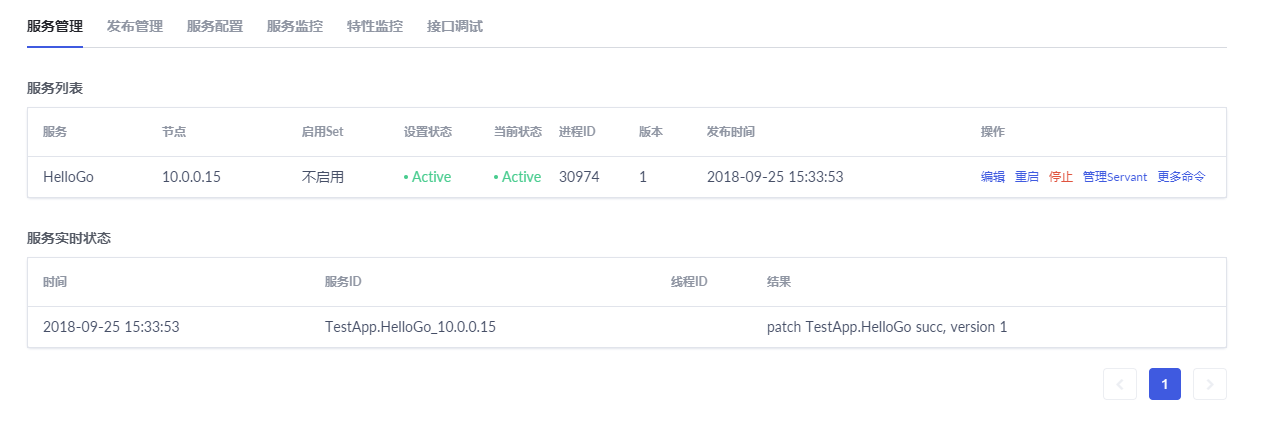 服务管理 发布管理 服务配置 服务监控 特性监控 接口调试
服务列表
服务 节点 启用Set 设置状态 当前状态 进程ID 版本 发布时间 操作
HelloGo 10.0.0.15 不启用 • Active • Active 30974 1 2018-09-25 15:33:53 编辑 重启 停止 管理Servant 更多命令
服务实时状态
时间 服务ID 线程ID 结果
2018-09-25 15:33:53 TestApp.HelloGo_10.0.0.15 patch TestApp.HelloGo succ, version 1
1